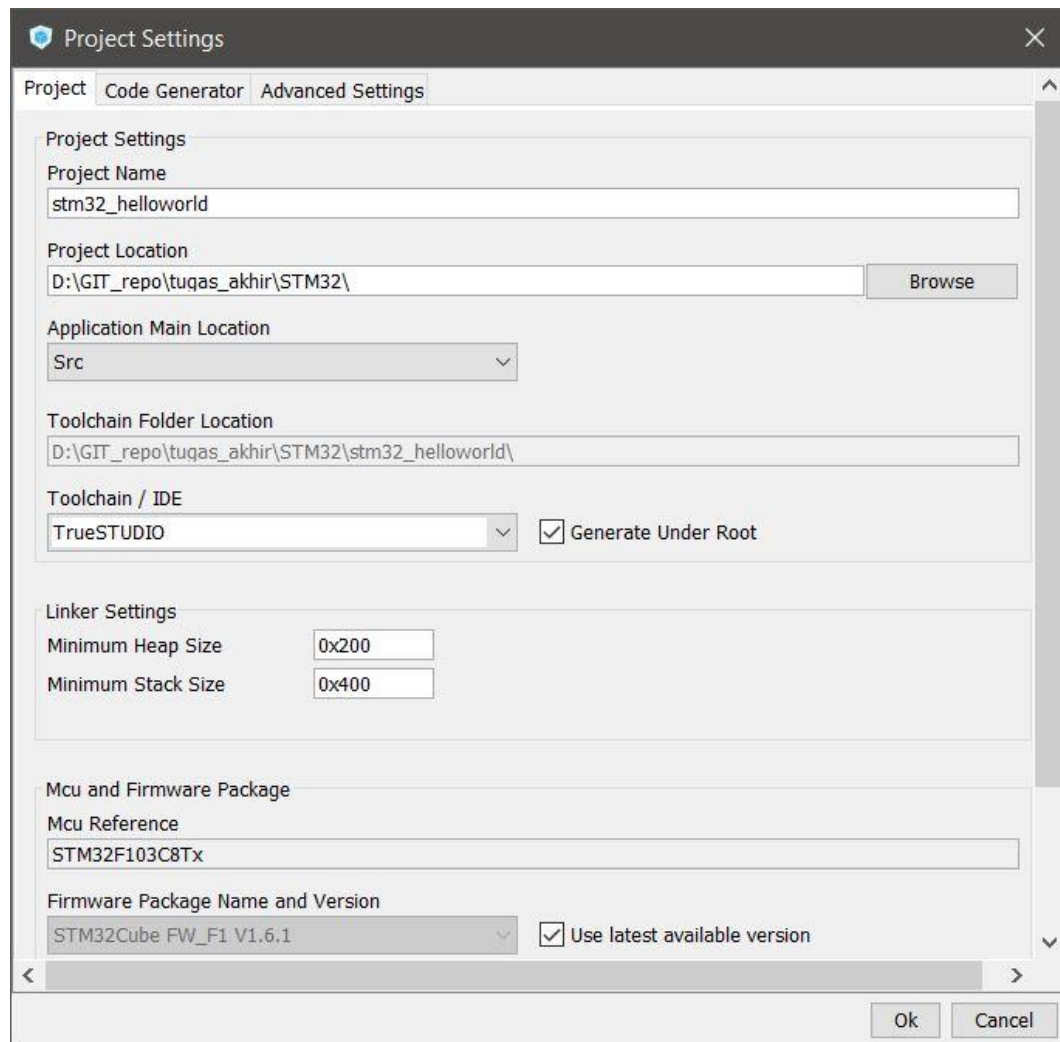 Project Settings
Project Code Generator Advanced Settings
Project Settings
Project Name
stm32_helloworld
Project Location
D:\GIT_repo\tugas_akhir\STM32\
Browse
Application Main Location
Src
Toolchain Folder Location
D:\GIT_repo\tugas_akhir\STM32\stm32_helloworld\
Toolchain / IDE
TrueSTUDIO
Generate Under Root
Linker Settings
Minimum Heap Size 0x200
Minimum Stack Size 0x400
Mcu and Firmware Package
Mcu Reference
STM32F103C8Tx
Firmware Package Name and Version
STM32Cube FW_F1 V1.6.1
Use latest available version
Ok Cancel